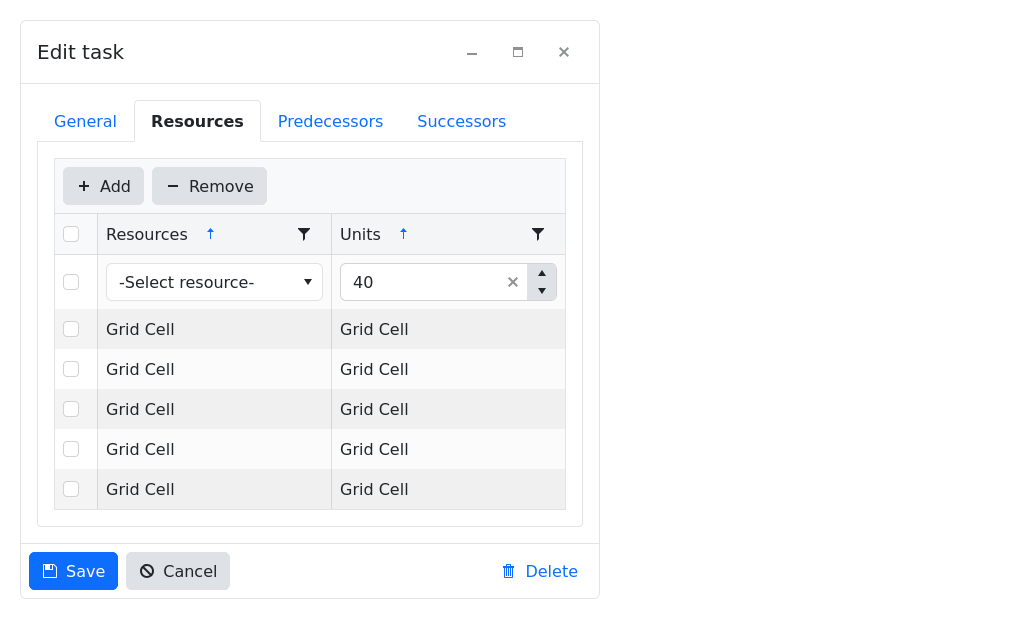 Edit task
General Resources Predecessors Successors
Add Remove
Resources Units
-Select resource- 40
Grid Cell Grid Cell
Grid Cell Grid Cell
Grid Cell Grid Cell
Grid Cell Grid Cell
Grid Cell Grid Cell
Save Cancel Delete